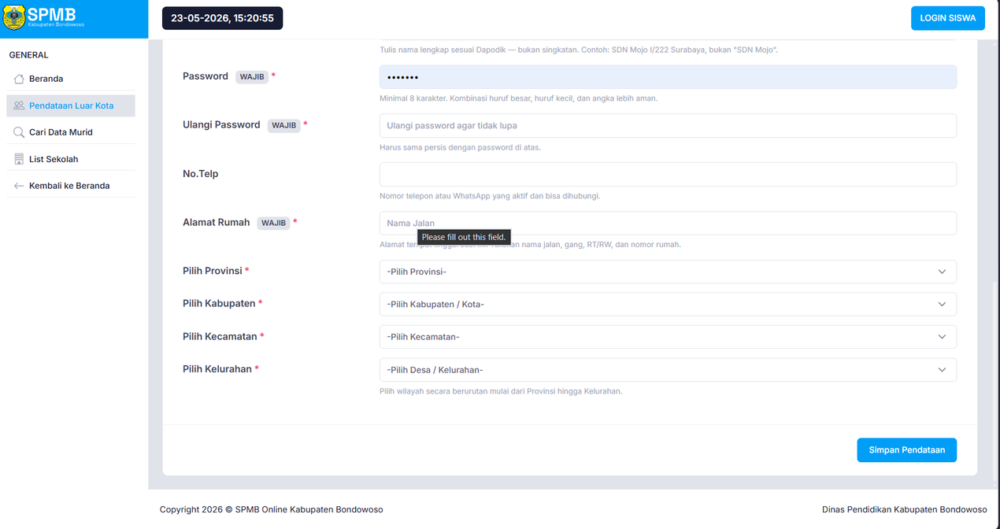 SPMB
Kabupaten Bondowoso
23-05-2026, 15:20:55
LOGIN SISWA
GENERAL
Beranda
Pendataan Luar Kota
Cari Data Murid
List Sekolah
Kembali ke Beranda
Tulis nama lengkap sesuai Dapodik — bukan singkatan. Contoh: SDN Mojo I/222 Surabaya, bukan "SDN Mojo".
Password WAJIB *
•••••••
Minimal 8 karakter. Kombinasi huruf besar, huruf kecil, dan angka lebih aman.
Ulangi Password WAJIB *
Ulangi password agar tidak lupa
Harus sama persis dengan password di atas.
No.Telp
Nomor telepon atau WhatsApp yang aktif dan bisa dihubungi.
Alamat Rumah WAJIB *
Nama Jalan
Please fill out this field.
Alamat nama jalan, gang, RT/RW, dan nomor rumah.
Pilih Provinsi *
-Pilih Provinsi-
Pilih Kabupaten *
-Pilih Kabupaten / Kota-
Pilih Kecamatan *
-Pilih Kecamatan-
Pilih Kelurahan *
-Pilih Desa / Kelurahan-
Pilih wilayah secara berurutan mulai dari Provinsi hingga Kelurahan.
Simpan Pendataan
Copyright 2026 © SPMB Online Kabupaten Bondowoso
Dinas Pendidikan Kabupaten Bondowoso